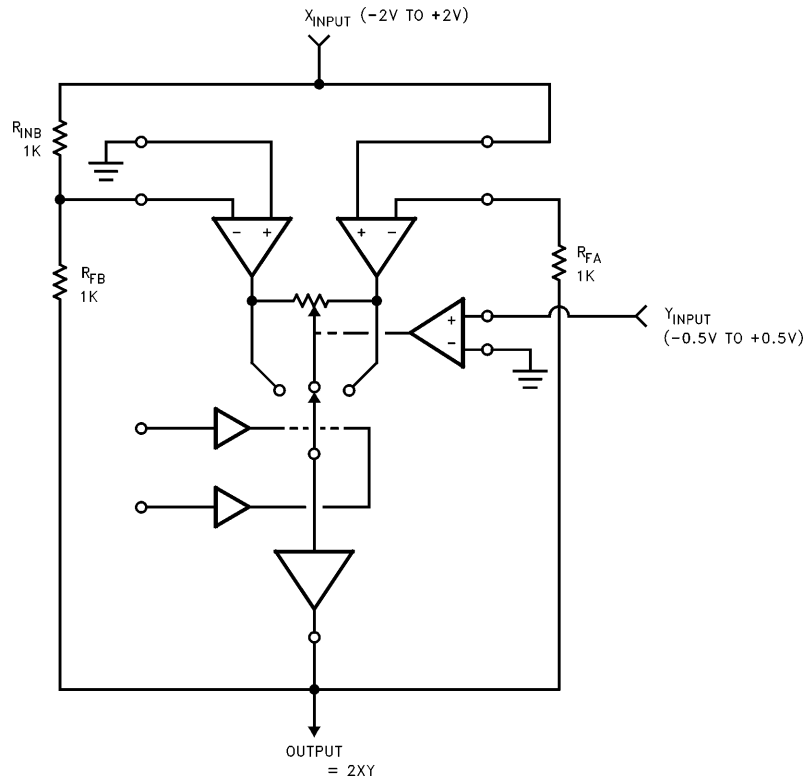 XINPUT (-2V TO +2V)
RINB
1K
- +
+ -
RFB
1K
RFA
1K
+
-
YINPUT
(-0.5V TO +0.5V)
OUTPUT
= 2XY